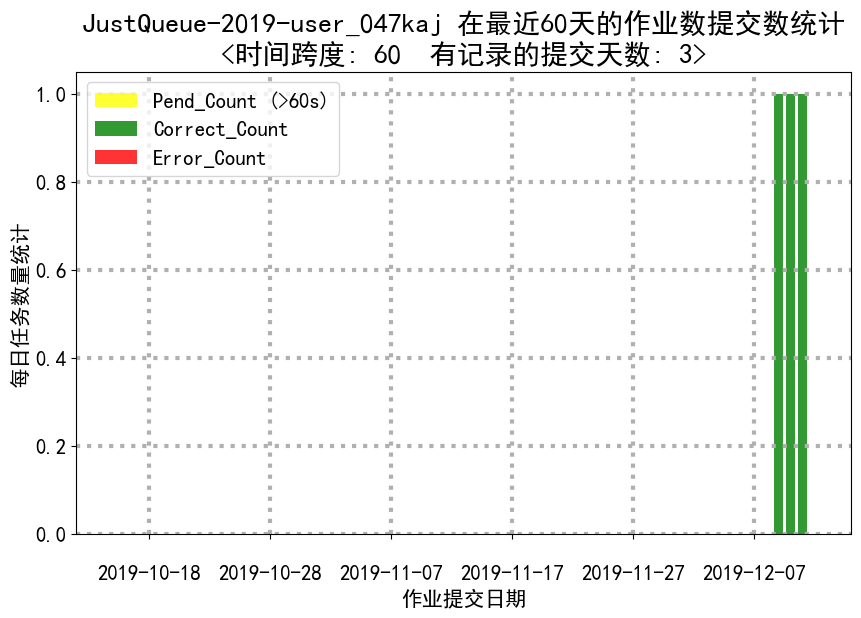 JustQueue-2019-user_047kaj 在最近60天的作业数提交数统计
<时间跨度: 60  有记录的提交天数: 3>
Pend_Count (>60s)
Correct_Count
Error_Count
每日任务数量统计
1.0
0.8
0.6
0.4
0.2
0.0
2019-10-18 2019-10-28 2019-11-07 2019-11-17 2019-11-27 2019-12-07
作业提交日期